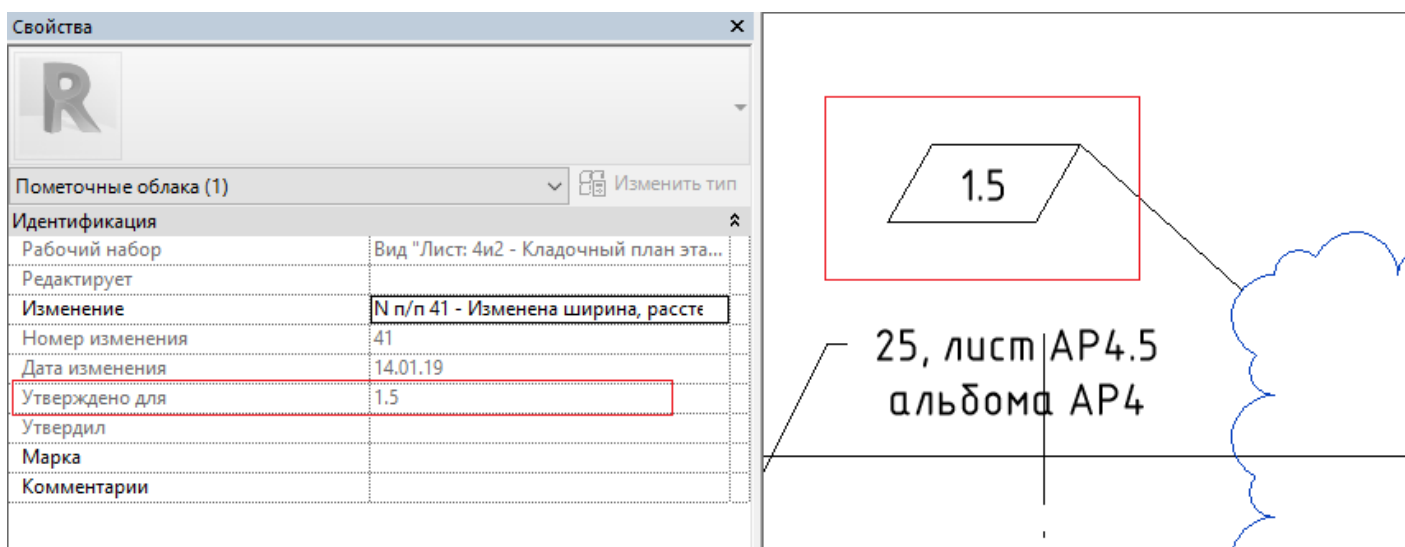 Свойства
R
Пометочные облака (1)
Изменить тип
Идентификация
Рабочий набор Вид "Лист: 4и2 - Кладочный план эта...
Редактирует
Изменение N п/п 41 - Изменена ширина, рассте
Номер изменения 41
Дата изменения 14.01.19
Утверждено для 1.5
Утвердил
Марка
Комментарии
1.5
25, лист АР4.5
альбома АР4